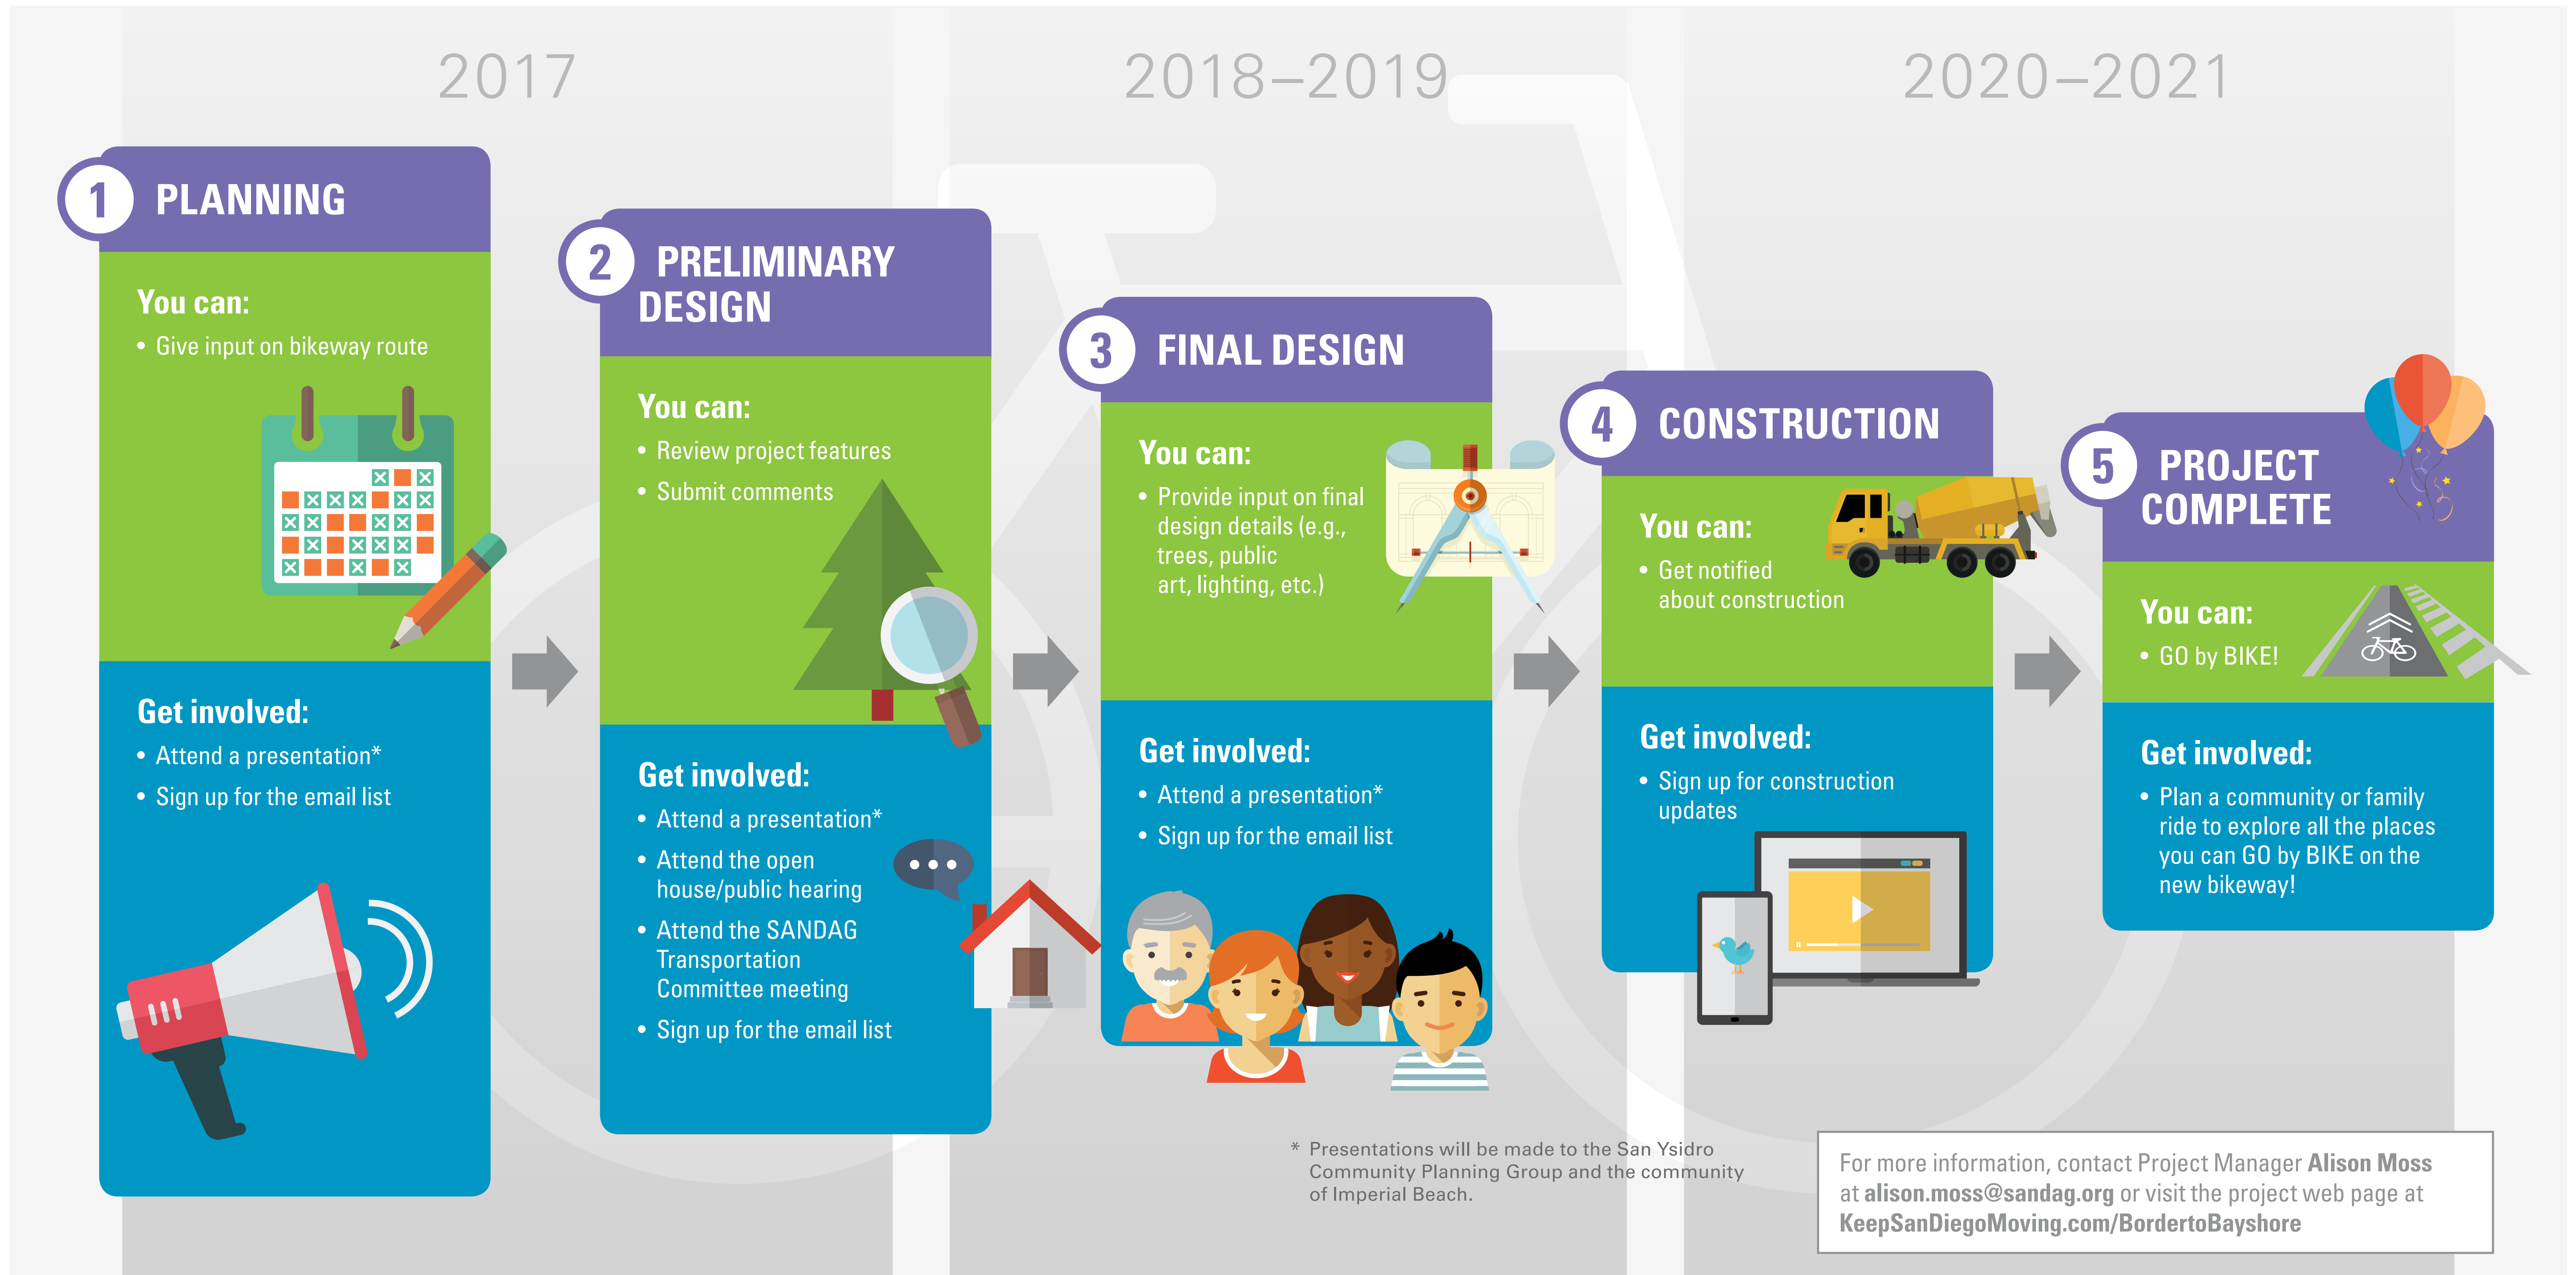 2017
2018–2019
2020–2021
1 PLANNING
You can:
• Give input on bikeway route
Get involved:
• Attend a presentation*
• Sign up for the email list
2 PRELIMINARY
DESIGN
You can:
• Review project features
• Submit comments
Get involved:
• Attend a presentation*
• Attend the open
house/public hearing
• Attend the SANDAG
Transportation
Committee meeting
• Sign up for the email list
3 FINAL DESIGN
You can:
• Provide input on final
design details (e.g.,
trees, public
art, lighting, etc.)
Get involved:
• Attend a presentation*
• Sign up for the email list
4 CONSTRUCTION
You can:
• Get notified
about construction
Get involved:
• Sign up for construction
updates
5 PROJECT
COMPLETE
You can:
• GO by BIKE!
Get involved:
• Plan a community or family
ride to explore all the places
you can GO by BIKE on the
new bikeway!
* Presentations will be made to the San Ysidro
Community Planning Group and the community
of Imperial Beach.
For more information, contact Project Manager Alison Moss
at alison.moss@sandag.org or visit the project web page at
KeepSanDiegoMoving.com/BordertoBayshore